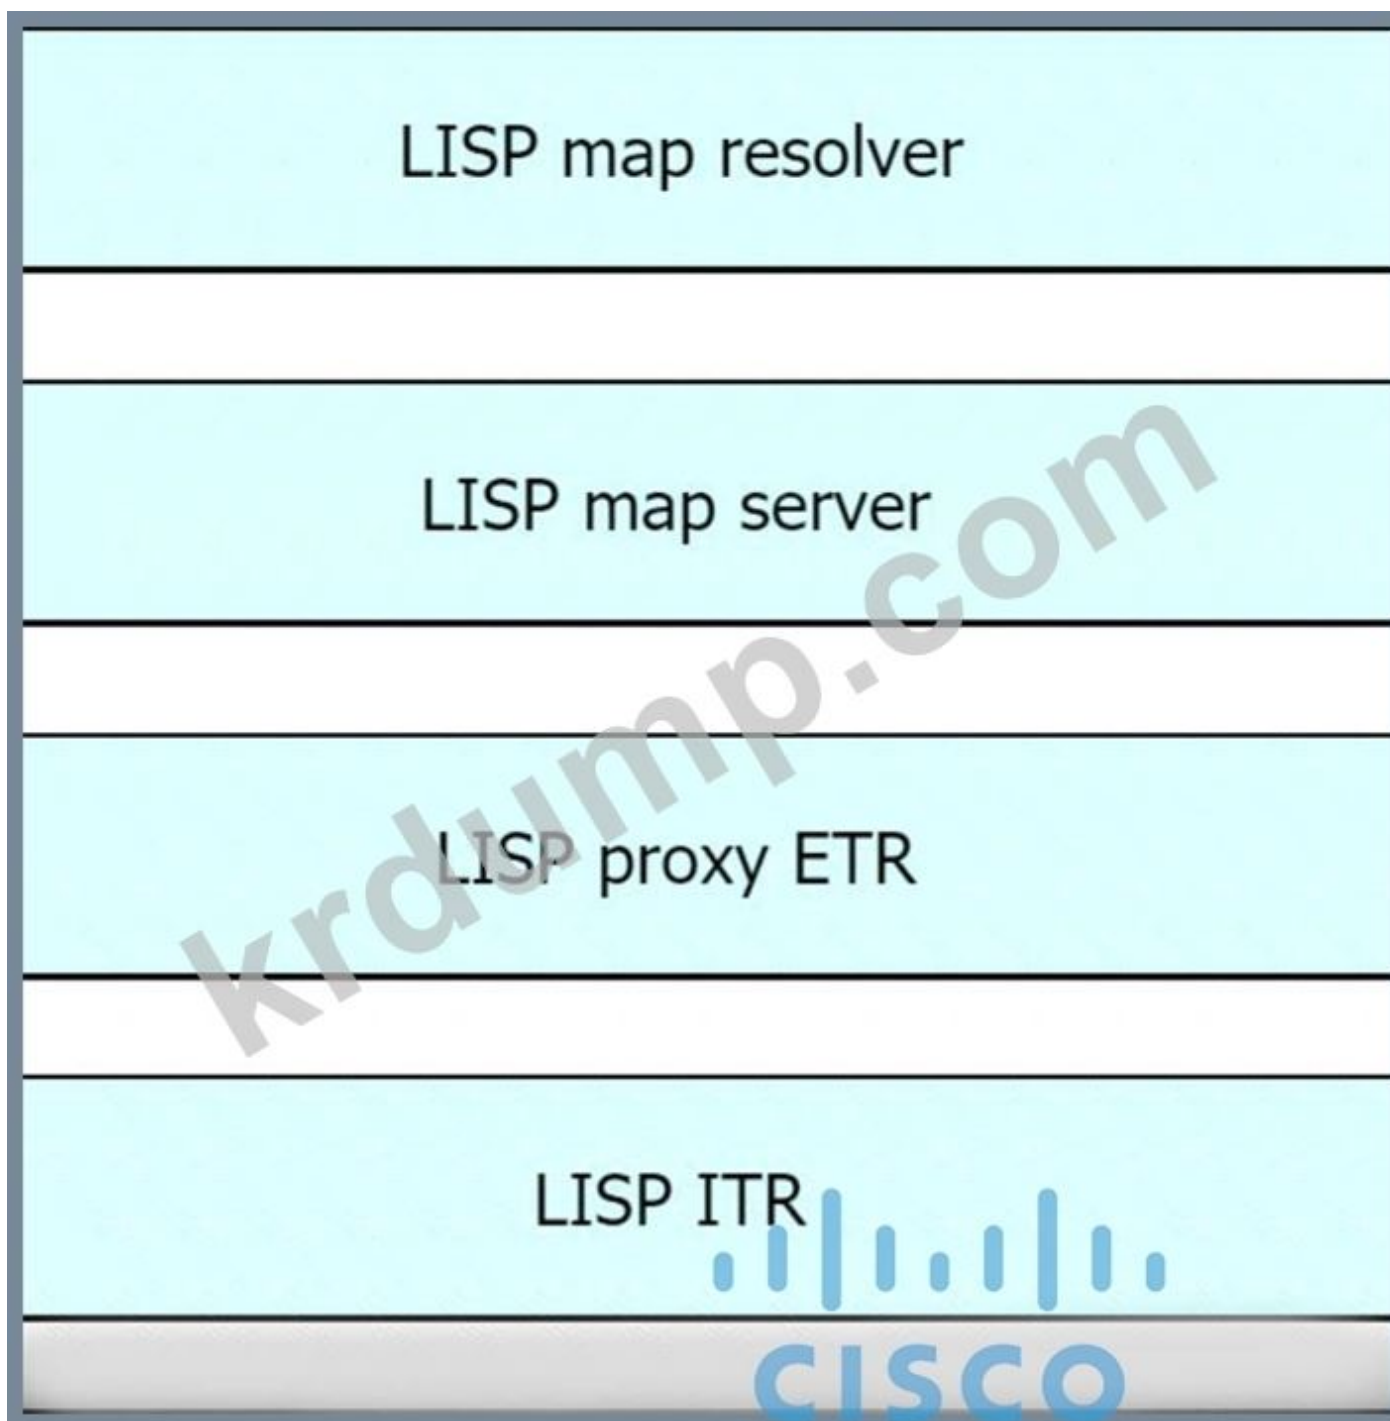 LISP map resolver
LISP map server
krdump.com
LISP proxy ETR
LISP ITR
CISCO